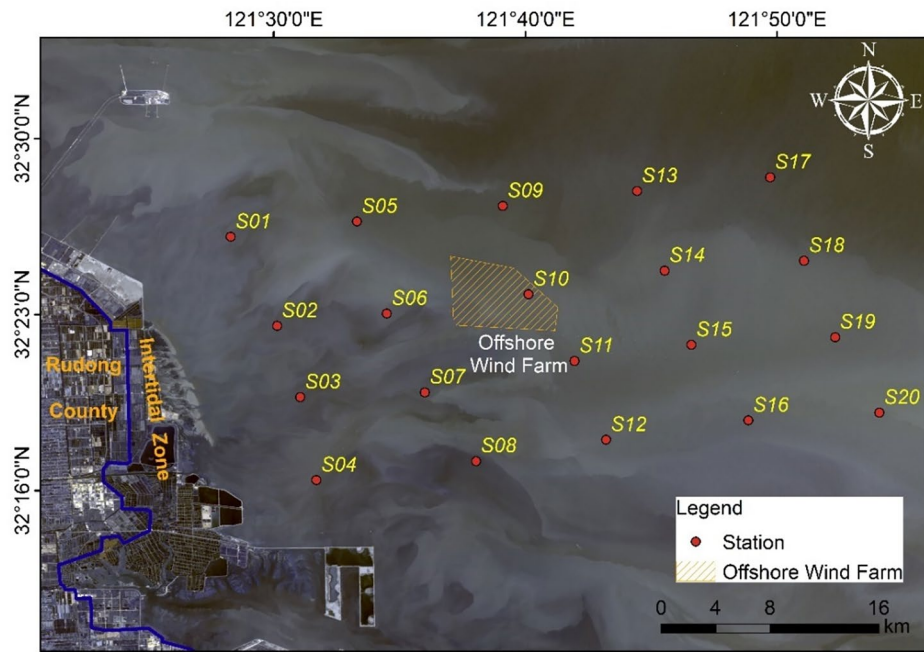 121°30'0"E
121°40'0"E
121°50'0"E
32°30'0"N
32°23'0"N
32°16'0"N
N
W
E
S
S01
S05
S09
S13
S17
S02
S06
S10
S14
S18
S03
S07
S11
S15
S19
S04
S08
S12
S16
S20
Offshore
Wind Farm
Rudong
County
Intertidal Zone
Legend
Station
Offshore Wind Farm
0 4 8 16
km